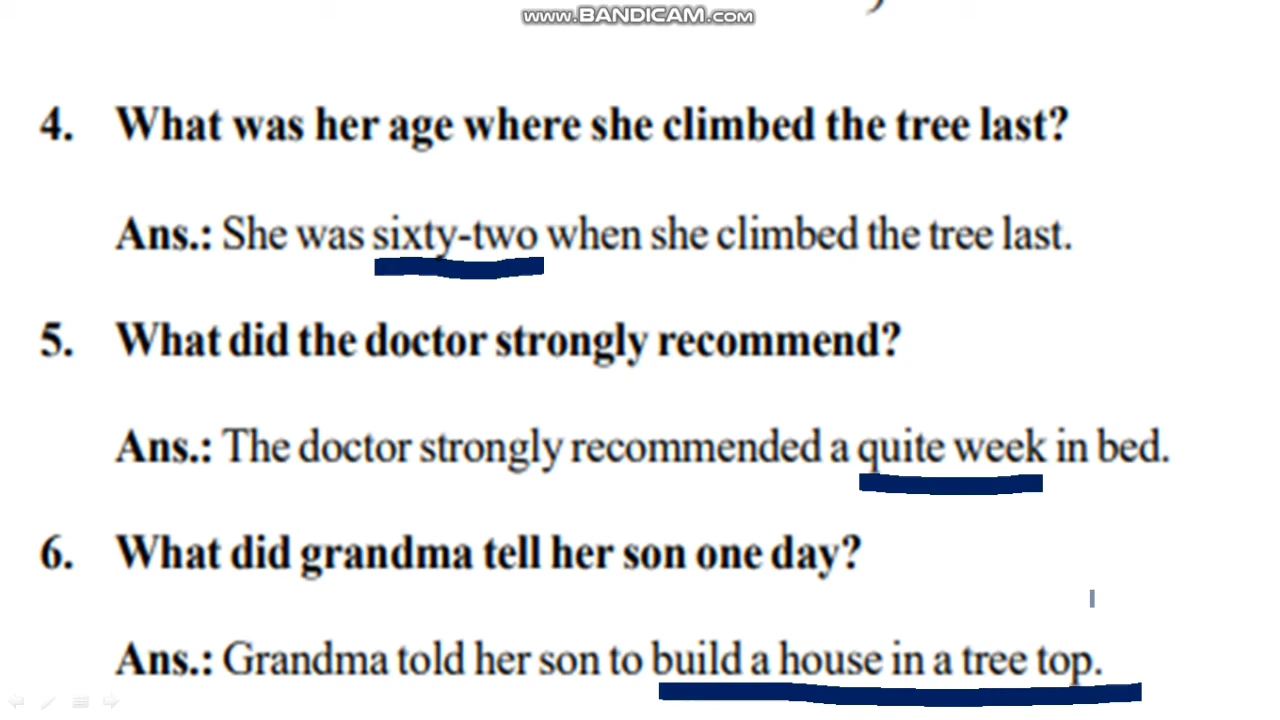 www.BANDICAM.com
4. What was her age where she climbed the tree last?
Ans.: She was sixty-two when she climbed the tree last.
5. What did the doctor strongly recommend?
Ans.: The doctor strongly recommended a quite week in bed.
6. What did grandma tell her son one day?
Ans.: Grandma told her son to build a house in a tree top.